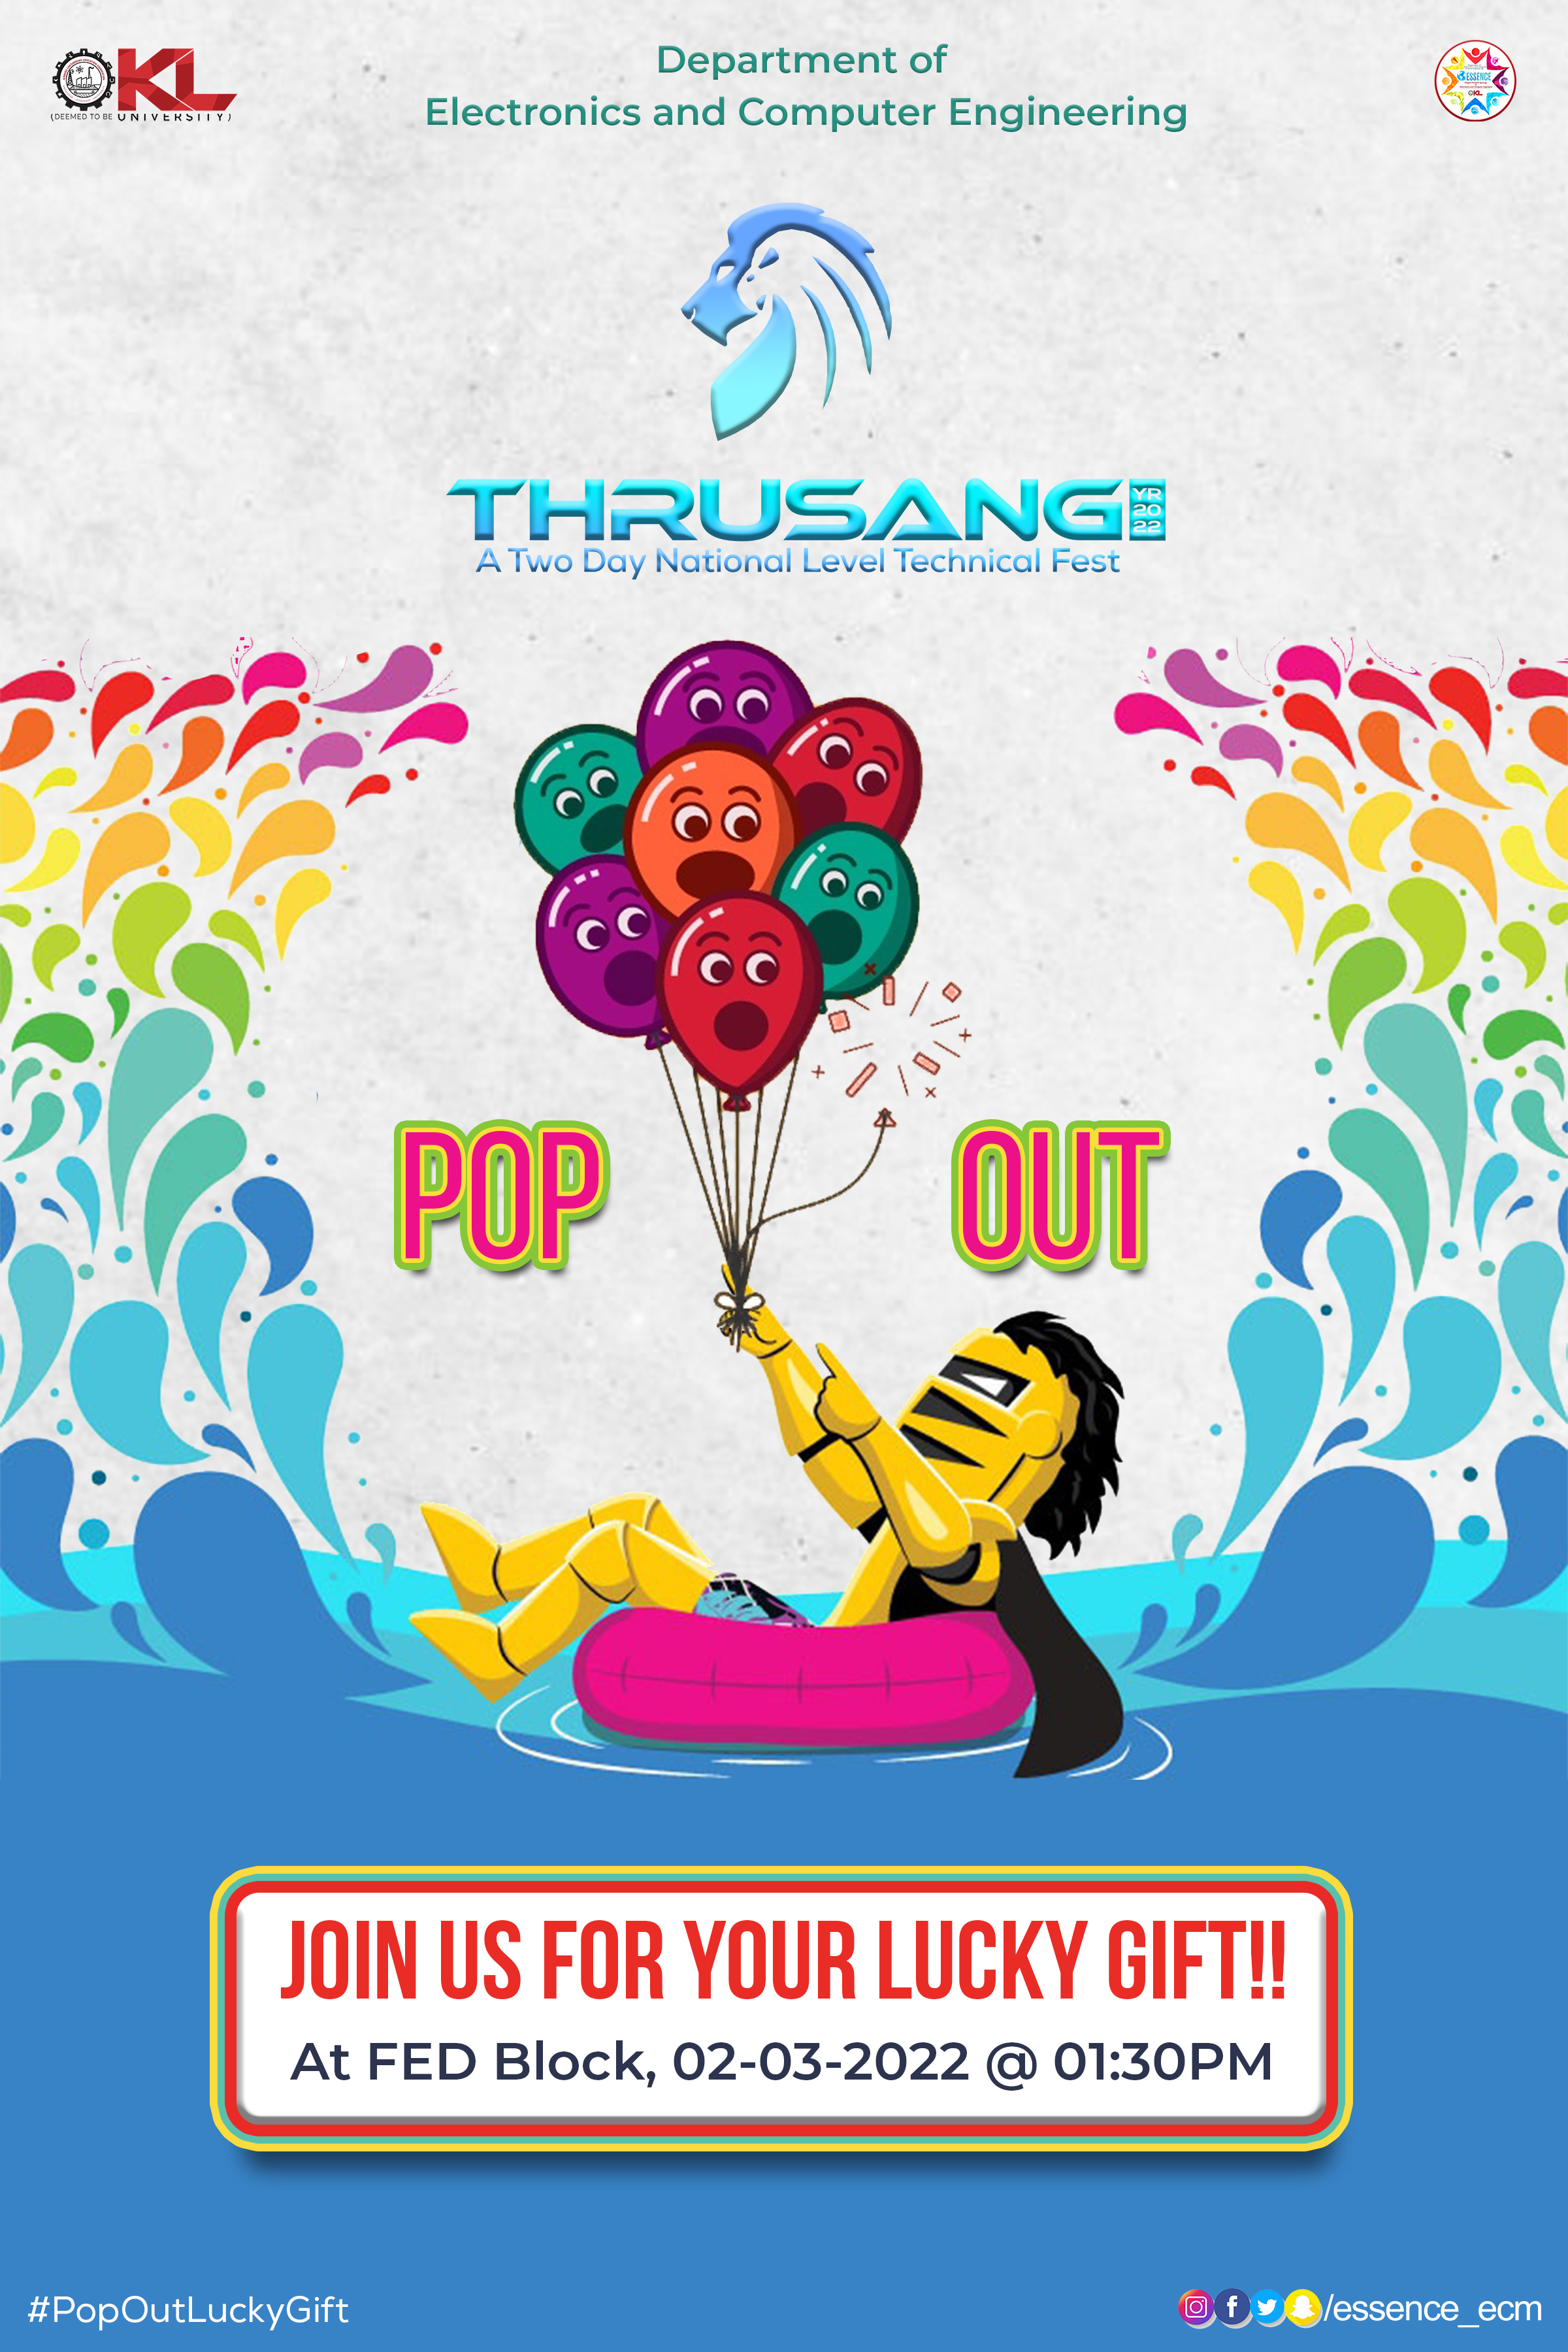 KL
(DEEMED TO BE UNIVERSITY)
Department of
Electronics and Computer Engineering
ESSENCE
KL
THRUSANG
YR
20
22
A Two Day National Level Technical Fest
POP OUT
JOIN US FOR YOUR LUCKY GIFT!!
At FED Block, 02-03-2022 @ 01:30PM
#PopOutLuckyGift
/essence_ecm